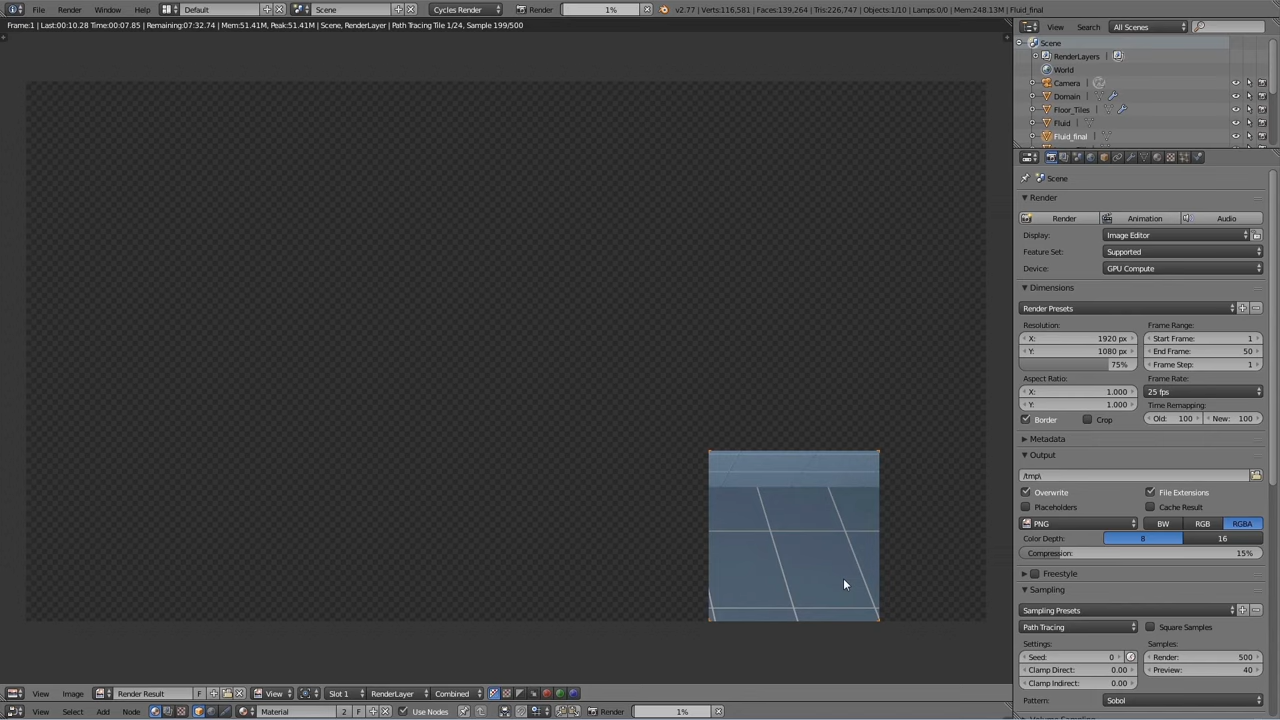 File Render Window Help Default Scene Cycles Render Render 1% v2.77 | Verts:116,581 | Faces:139,264 | Tris:226,747 | Objects:1/10 | Lamps:0/0 | Mem:248.13M | Fluid_final
Frame:1 | Last:00:10.28 Time:00:07.85 | Remaining:07:32.74 | Mem:51.41M, Peak:51.41M | Scene, RenderLayer | Path Tracing Tile 1/24, Sample 199/500
View Search All Scenes
Scene
RenderLayers |
World
Camera |
Domain |
Floor_Tiles |
Fluid |
Fluid_final |
Scene
Render
Render Animation Audio
Display: Image Editor
Feature Set: Supported
Device: GPU Compute
Dimensions
Render Presets
Resolution: Frame Range:
X: 1920 px Start Frame: 1
Y: 1080 px End Frame: 50
75% Frame Step: 1
Aspect Ratio: Frame Rate:
X: 1.000 25 fps
Y: 1.000 Time Remapping:
Border Crop Old: 100 New: 100
Metadata
Output
/tmp\
Overwrite File Extensions
Placeholders Cache Result
PNG BW RGB RGBA
Color Depth: 8 16
Compression: 15%
Freestyle
Sampling
Sampling Presets
Path Tracing Square Samples
Settings: Samples:
Seed: 0 Render: 500
Clamp Direct: 0.00 Preview: 40
Clamp Indirect: 0.00
Pattern: Sobol
View Image Render Result F View Slot 1 RenderLayer Combined
View Select Add Node Material 2 F Use Nodes Render 1%